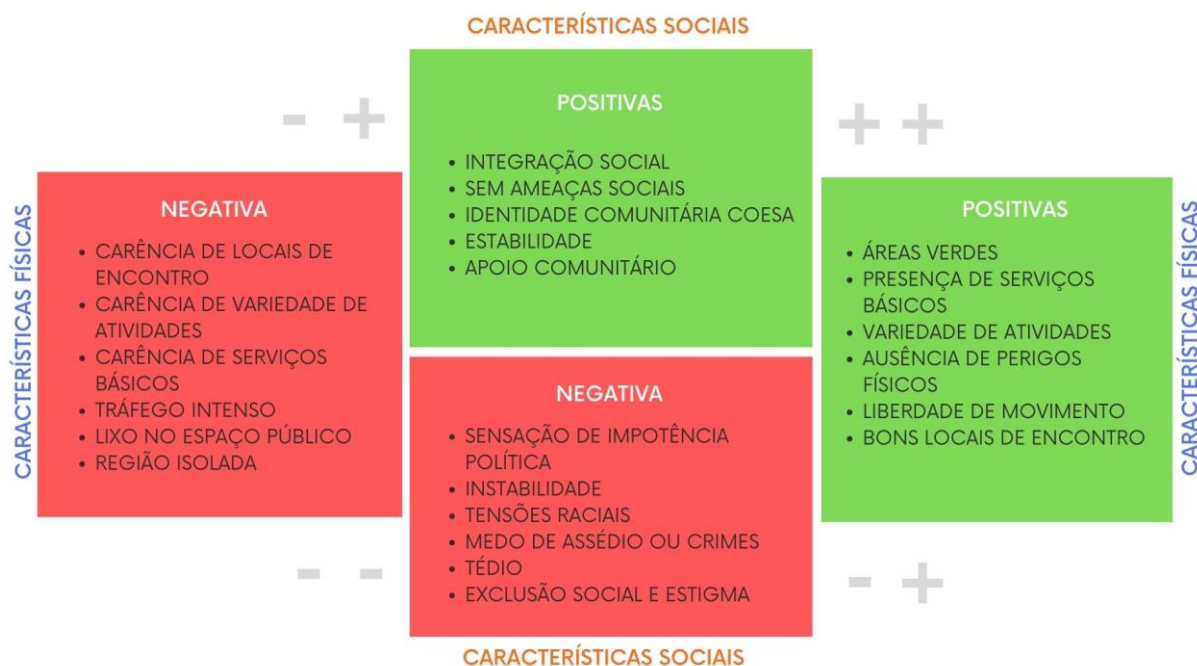 CARACTERÍSTICAS SOCIAIS
- +
POSITIVAS
• INTEGRAÇÃO SOCIAL
• SEM AMEAÇAS SOCIAIS
• IDENTIDADE COMUNITÁRIA COESA
• ESTABILIDADE
• APOIO COMUNITÁRIO
+ +
CARACTERÍSTICAS FÍSICAS
NEGATIVA
• CARÊNCIA DE LOCAIS DE
ENCONTRO
• CARÊNCIA DE VARIEDADE DE
ATIVIDADES
• CARÊNCIA DE SERVIÇOS
BÁSICOS
• TRÁFEGO INTENSO
• LIXO NO ESPAÇO PÚBLICO
• REGIÃO ISOLADA
POSITIVAS
• ÁREAS VERDES
• PRESENÇA DE SERVIÇOS
BÁSICOS
• VARIEDADE DE ATIVIDADES
• AUSÊNCIA DE PERIGOS
FÍSICOS
• LIBERDADE DE MOVIMENTO
• BONS LOCAIS DE ENCONTRO
CARACTERÍSTICAS FÍSICAS
- -
NEGATIVA
• SENSAÇÃO DE IMPOTÊNCIA
POLÍTICA
• INSTABILIDADE
• TENSÕES RACIAIS
• MEDO DE ASSÉDIO OU CRIMES
• TÉDIO
• EXCLUSÃO SOCIAL E ESTIGMA
- +
CARACTERÍSTICAS SOCIAIS